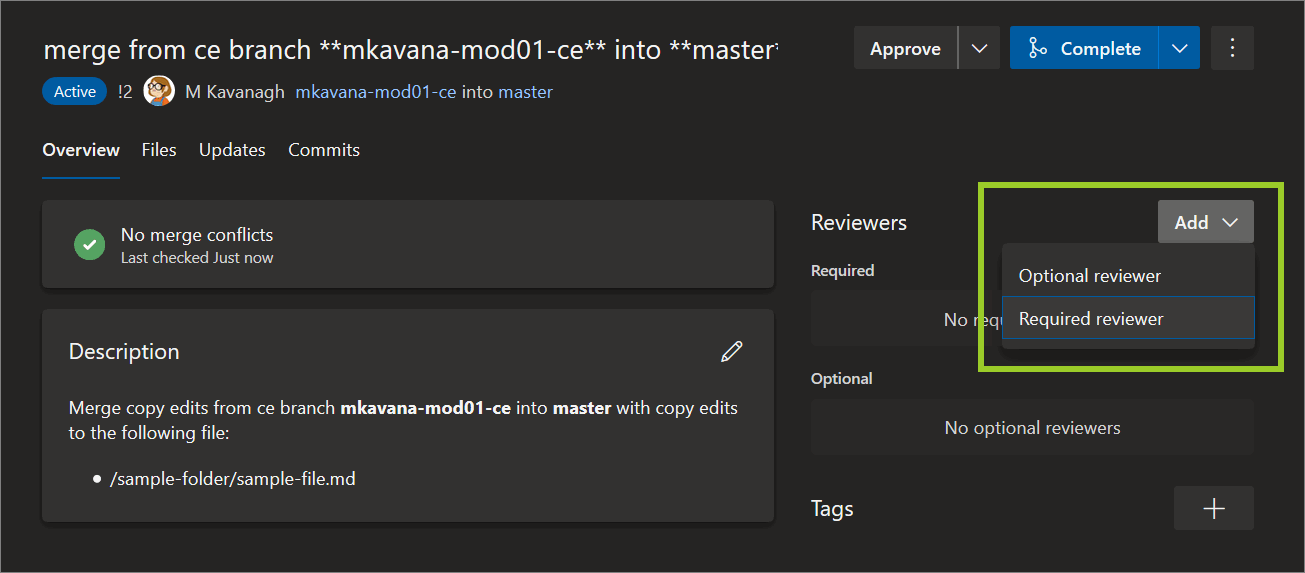 merge from ce branch **mkavana-mod01-ce** into **master*
Approve
Complete
Active !2 M Kavanagh mkavana-mod01-ce into master
Overview Files Updates Commits
No merge conflicts
Last checked Just now
Description
Merge copy edits from ce branch mkavana-mod01-ce into master with copy edits
to the following file:
• /sample-folder/sample-file.md
Reviewers
Add
Optional reviewer
Required reviewer
Required
No requ
Optional
No optional reviewers
Tags